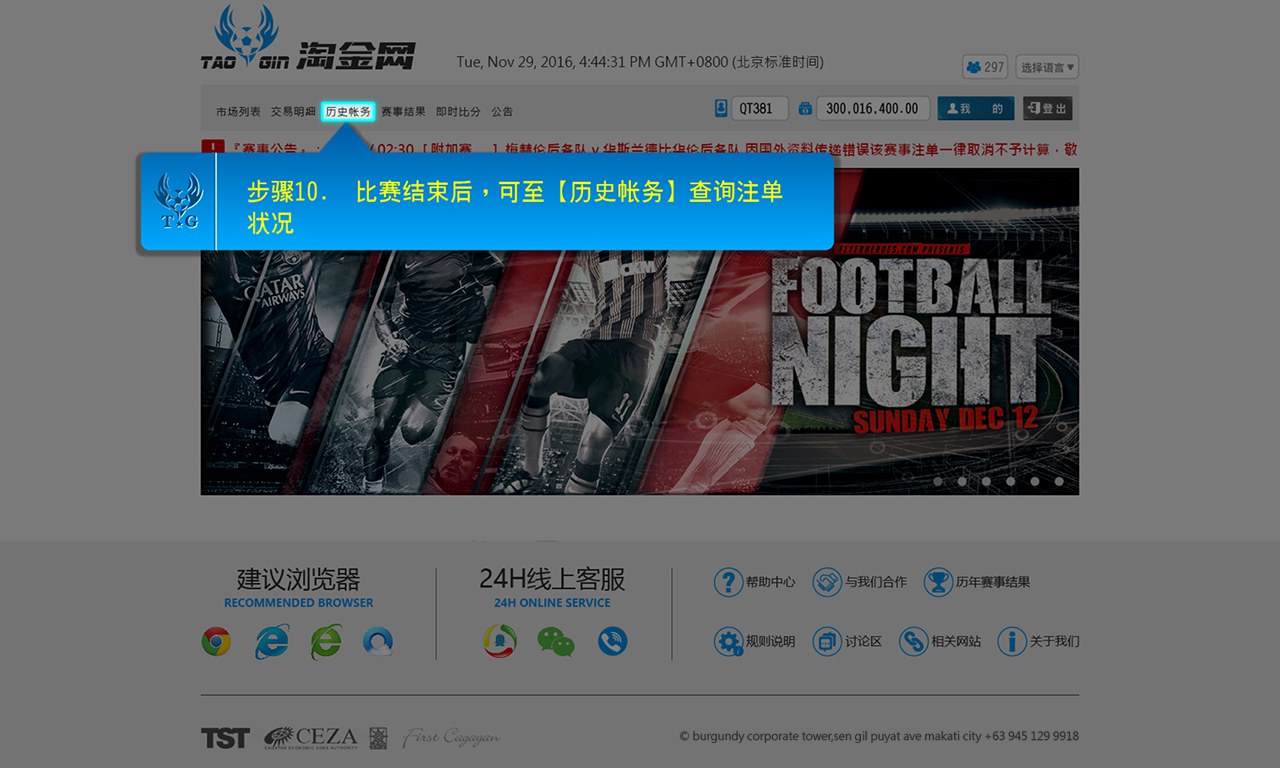 TAO GIN 淘金网
Tue, Nov 29, 2016, 4:44:31 PM GMT+0800 (北京标准时间)
297
选择语言▼
市场列表 交易明細 历史帐务 赛事结果 即时比分 公告
QT381
300,016,400.00
我 的
登出
『赛事公告』: 02:30 [ 附加赛 ] 梅赫伦后备队 v 华斯兰德比华伦后备队 因国外资料传递错误该赛事注单一律取消不予计算，敬
T G
步骤10. 比赛结束后，可至【历史帐务】查询注单
状况
QATAR
AIRWAYS
FOOTBALL
NIGHT
SUNDAY DEC 12
建议浏览器
RECOMMENDED BROWSER
24H线上客服
24H ONLINE SERVICE
帮助中心 与我们合作 历年赛事结果
规则说明 讨论区 相关网站 关于我们
TST
CEZA
First Cagayan
© burgundy corporate tower,sen gil puyat ave makati city +63 945 129 9918